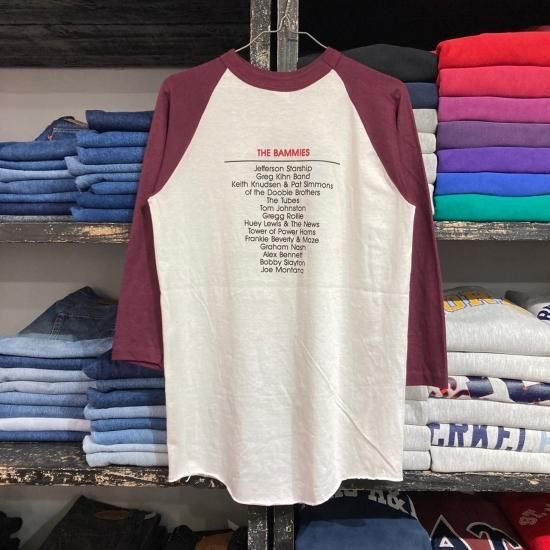 THE BAMMIES
Jefferson Starship
Greg Kihn Band
Keith Knudsen & Pat Simmons
of the Doobie Brothers
The Tubes
Tom Johnston
Gregg Rollie
Huey Lewis & The News
Tower of Power Horns
Frankie Beverly & Maze
Graham Nash
Alex Bennett
Bobby Slayton
Joe Montana
ERKEL